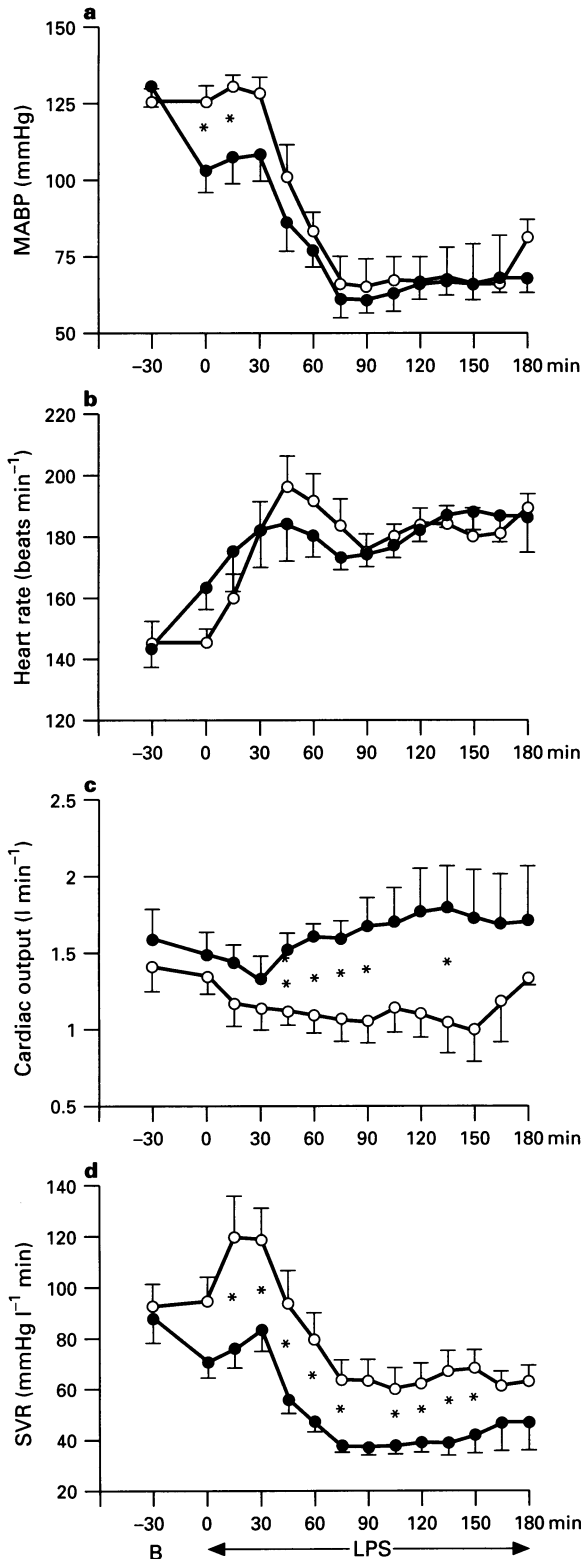 a
MABP (mmHg)
150
125
100
75
50
–30 0 30 60 90 120 150 180 min
b
Heart rate (beats min⁻¹)
220
200
180
160
140
120
–30 0 30 60 90 120 150 180 min
c
Cardiac output (l min⁻¹)
2.5
2
1.5
1
0.5
–30 0 30 60 90 120 150 180 min
d
SVR (mmHg l⁻¹ min)
140
120
100
80
60
40
20
–30 0 30 60 90 120 150 180 min
B LPS